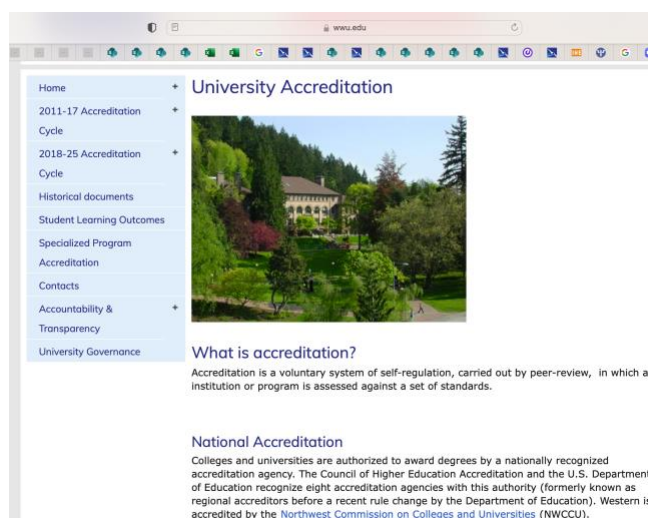 wwu.edu
Home +
2011-17 Accreditation +
Cycle
2018-25 Accreditation +
Cycle
Historical documents
Student Learning Outcomes
Specialized Program
Accreditation
Contacts
Accountability & +
Transparency
University Governance
University Accreditation
What is accreditation?
Accreditation is a voluntary system of self-regulation, carried out by peer-review, in which a
institution or program is assessed against a set of standards.
National Accreditation
Colleges and universities are authorized to award degrees by a nationally recognized
accreditation agency. The Council of Higher Education Accreditation and the U.S. Department
of Education recognize eight accreditation agencies with this authority (formerly known as
regional accreditors before a recent rule change by the Department of Education). Western is
accredited by the Northwest Commission on Colleges and Universities (NWCCU).